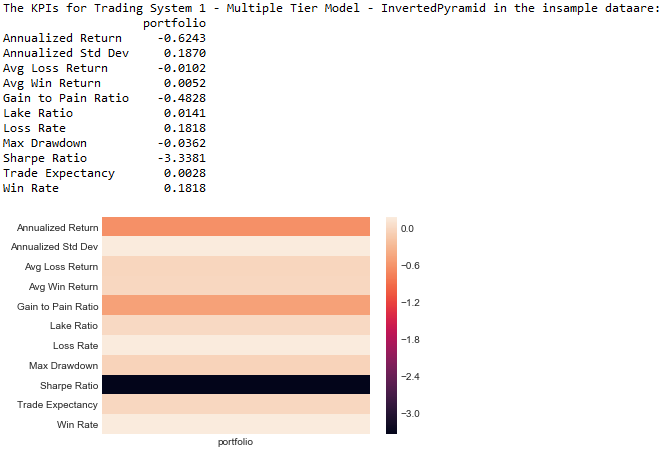 The KPIs for Trading System 1 - Multiple Tier Model - InvertedPyramid in the insample dataare:
portfolio
Annualized Return -0.6243
Annualized Std Dev 0.1870
Avg Loss Return -0.0102
Avg Win Return 0.0052
Gain to Pain Ratio -0.4828
Lake Ratio 0.0141
Loss Rate 0.1818
Max Drawdown -0.0362
Sharpe Ratio -3.3381
Trade Expectancy 0.0028
Win Rate 0.1818
Annualized Return
Annualized Std Dev
Avg Loss Return
Avg Win Return
Gain to Pain Ratio
Lake Ratio
Loss Rate
Max Drawdown
Sharpe Ratio
Trade Expectancy
Win Rate
portfolio
0.0
−0.6
−1.2
−1.8
−2.4
−3.0